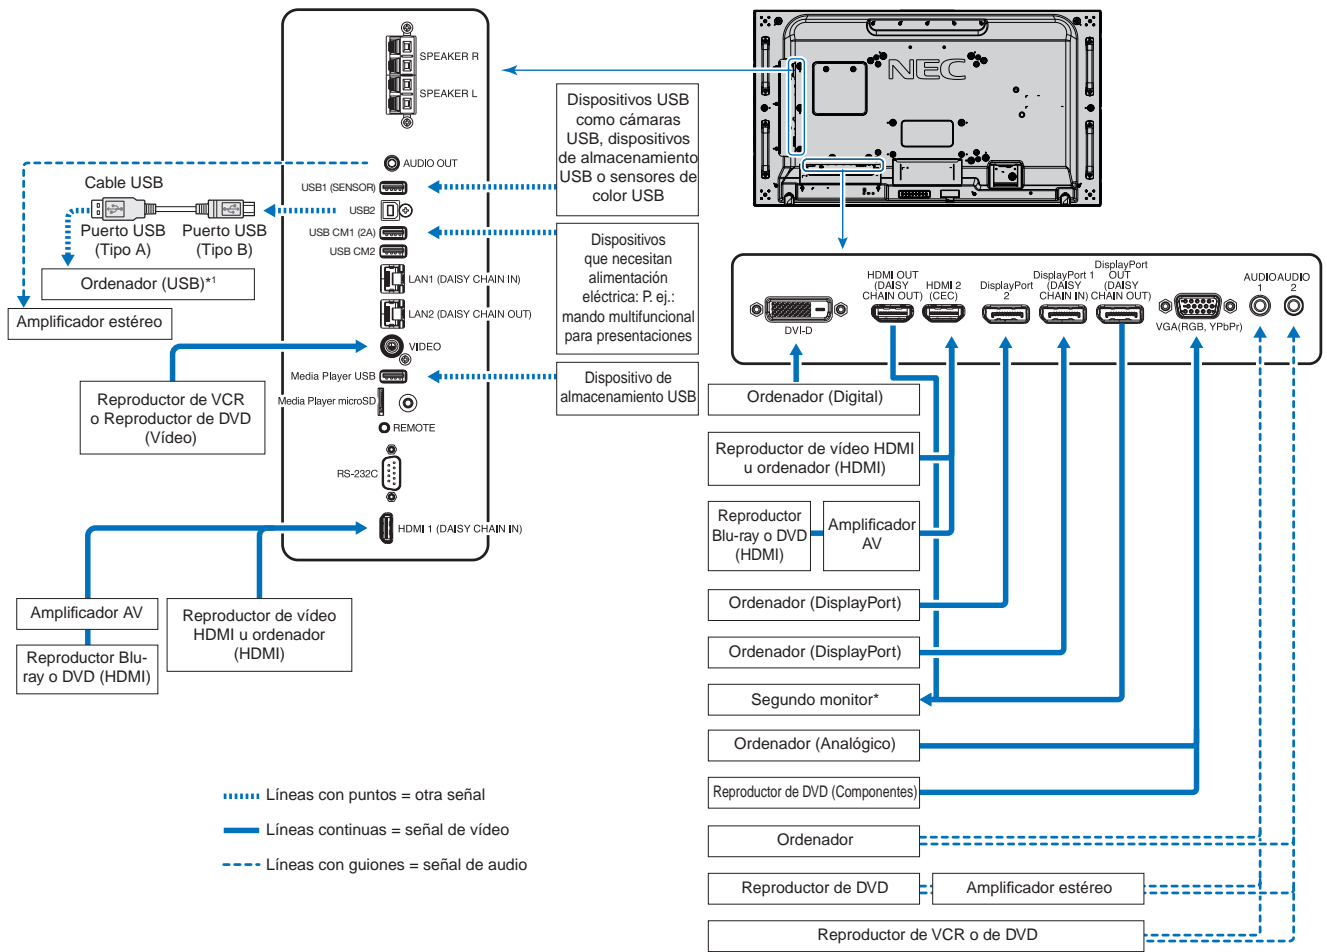 SPEAKER R
SPEAKER L
AUDIO OUT
USB1 (SENSOR)
USB2
USB CM1 (2A)
USB CM2
LAN1 (DAISY CHAIN IN)
LAN2 (DAISY CHAIN OUT)
VIDEO
Media Player USB
Media Player microSD
REMOTE
RS-232C
HDMI 1 (DAISY CHAIN IN)
Cable USB
Puerto USB
(Tipo A)
Puerto USB
(Tipo B)
Ordenador (USB)*1
Amplificador estéreo
Reproductor de VCR
o Reproductor de DVD
(Vídeo)
Amplificador AV
Reproductor Blu-
ray o DVD (HDMI)
Reproductor de vídeo
HDMI u ordenador
(HDMI)
Dispositivos USB
como cámaras
USB, dispositivos
de almacenamiento
USB o sensores de
color USB
Dispositivos
que necesitan
alimentación
eléctrica: P. ej.:
mando multifuncional
para presentaciones
Dispositivo de
almacenamiento USB
NEC
DVI-D
HDMI OUT
(DAISY
CHAIN OUT)
HDMI 2
(CEC)
DisplayPort
2
DisplayPort 1
(DAISY
CHAIN IN)
DisplayPort
OUT
(DAISY
CHAIN OUT)
VGA(RGB, YPbPr)
AUDIO
1
AUDIO
2
Ordenador (Digital)
Reproductor de vídeo HDMI
u ordenador (HDMI)
Reproductor
Blu-ray o DVD
(HDMI)
Amplificador
AV
Ordenador (DisplayPort)
Ordenador (DisplayPort)
Segundo monitor*
Ordenador (Analógico)
Reproductor de DVD (Componentes)
Ordenador
Reproductor de DVD
Amplificador estéreo
Reproductor de VCR o de DVD
Líneas con puntos = otra señal
Líneas continuas = señal de vídeo
Líneas con guiones = señal de audio